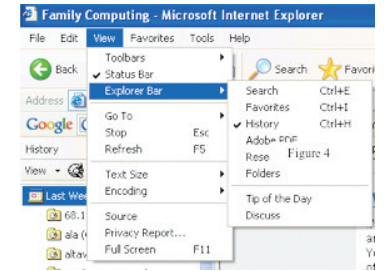 Family Computing - Microsoft Internet Explorer
File Edit View Favorites Tools Help
Back Search Favori
Address
Google
History
View
Last Wee
68.1
ala (
altav
Toolbars
Status Bar
Explorer Bar
Go To
Stop Esc
Refresh F5
Text Size
Encoding
Source
Privacy Report...
Full Screen F11
Search Ctrl+E
Favorites Ctrl+I
History Ctrl+H
Adobe PDF
Rese Figure 4
Folders
Tip of the Day
Discuss